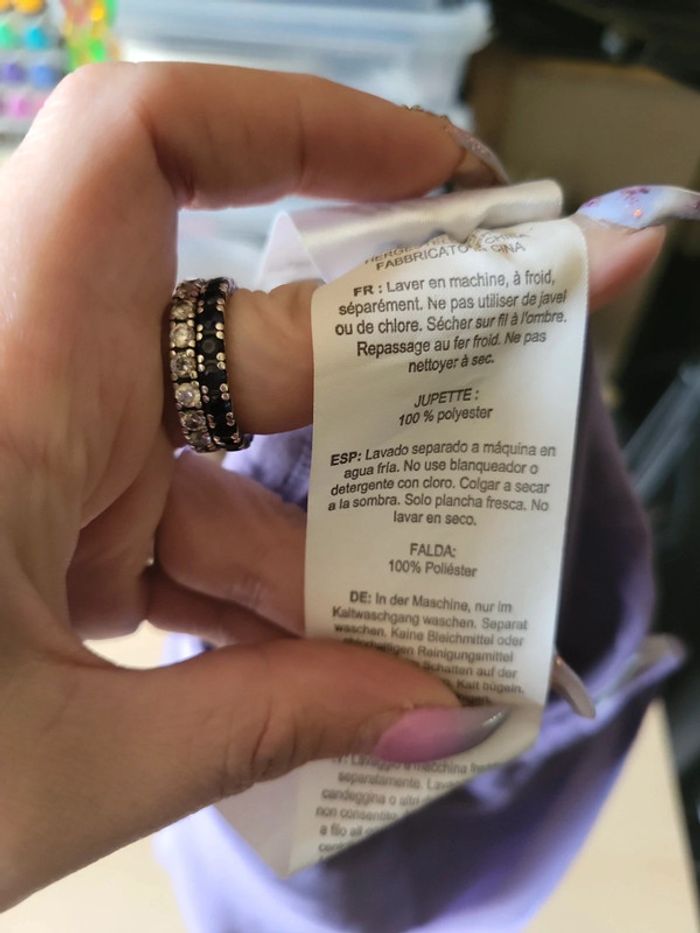 FABBRICATO IN CINA
FR : Laver en machine, à froid,
séparément. Ne pas utiliser de javel
ou de chlore. Sécher sur fil à l'ombre.
Repassage au fer froid. Ne pas
nettoyer à sec.
JUPETTE :
100 % polyester
ESP: Lavado separado a máquina en
agua fría. No use blanqueador o
detergente con cloro. Colgar a secar
a la sombra. Solo plancha fresca. No
lavar en seco.
FALDA:
100% Poliéster
DE: In der Maschine, nur im
Kaltwaschgang waschen. Separat
waschen. Keine Bleichmittel oder
Reinigungsmittel
Schatten auf der
Kalt bügeln.
Lavaggio a macchina
separatamente.
candeggina o altri
non consentito.
a filo all